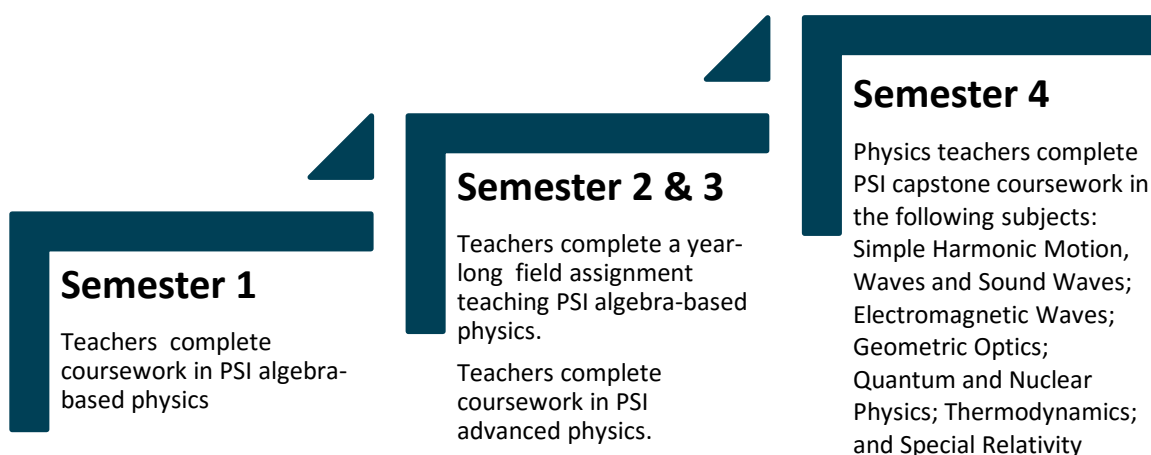 Semester 1
Teachers complete
coursework in PSI algebra-
based physics
Semester 2 & 3
Teachers complete a year-
long field assignment
teaching PSI algebra-based
physics.
Teachers complete
coursework in PSI
advanced physics.
Semester 4
Physics teachers complete
PSI capstone coursework in
the following subjects:
Simple Harmonic Motion,
Waves and Sound Waves;
Electromagnetic Waves;
Geometric Optics;
Quantum and Nuclear
Physics; Thermodynamics;
and Special Relativity